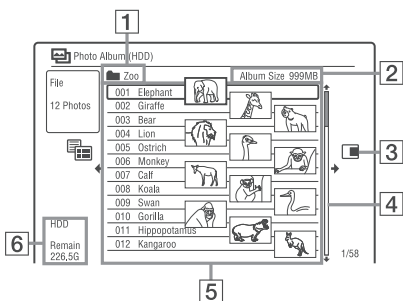 1
Photo Album (HDD)
Zoo
Album Size 999MB
2
File
12 Photos
001 Elephant
002 Giraffe
003 Bear
004 Lion
005 Ostrich
006 Monkey
007 Calf
008 Koala
009 Swan
010 Gorilla
011 Hippopotamus
012 Kangaroo
3
4
HDD
Remain
226,5G
6
1/58
5